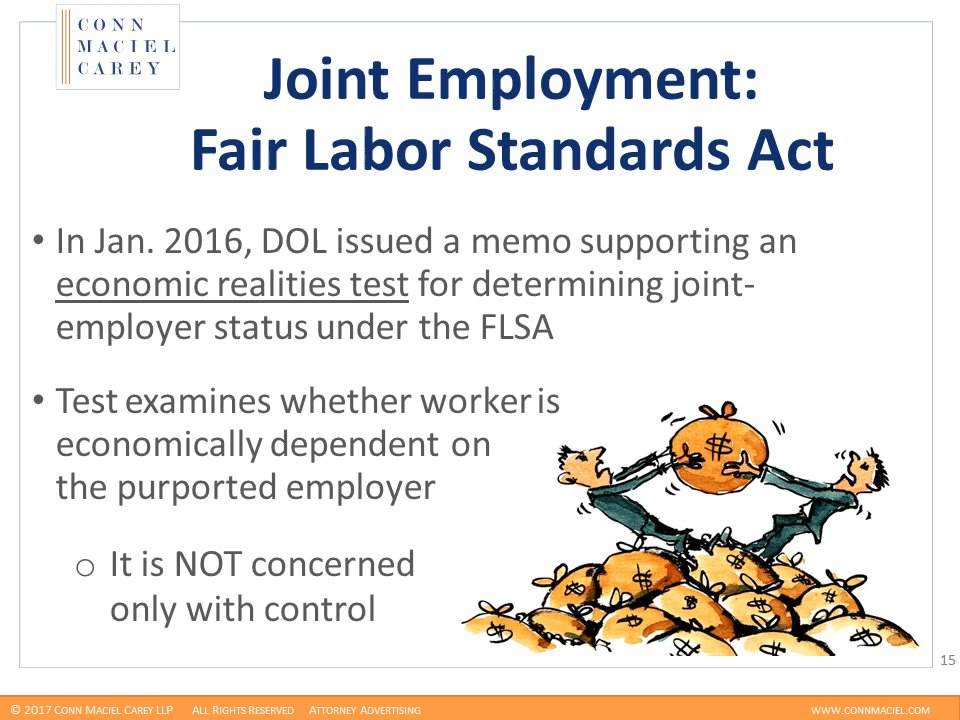 CONN
MACIEL
CAREY
Joint Employment:
Fair Labor Standards Act
• In Jan. 2016, DOL issued a memo supporting an
economic realities test for determining joint-
employer status under the FLSA
• Test examines whether worker is
economically dependent on
the purported employer
o It is NOT concerned
only with control
$
$ $ $ $ $ $ $ $
15
© 2017 CONN MACIEL CAREY LLP ALL RIGHTS RESERVED ATTORNEY ADVERTISING WWW.CONNMACIEL.COM